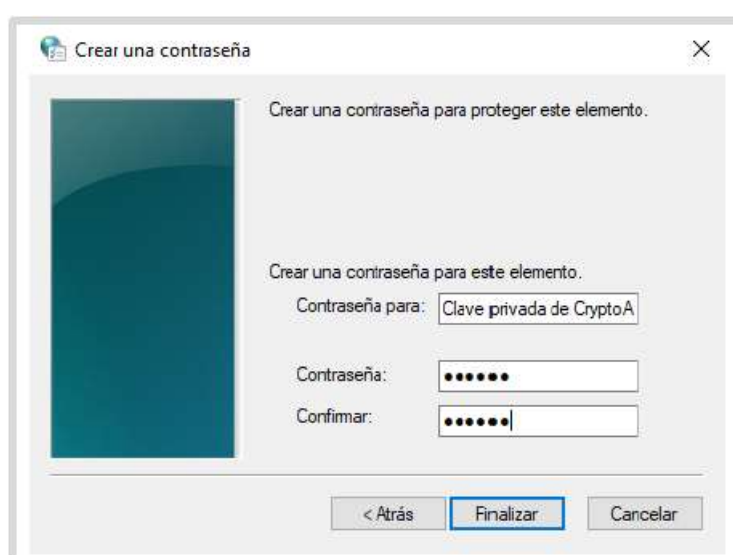 Crear una contraseña
Crear una contraseña para proteger este elemento.
Crear una contraseña para este elemento.
Contraseña para: Clave privada de CryptoA
Contraseña: ●●●●●●
Confirmar: ●●●●●●
< Atrás Finalizar Cancelar